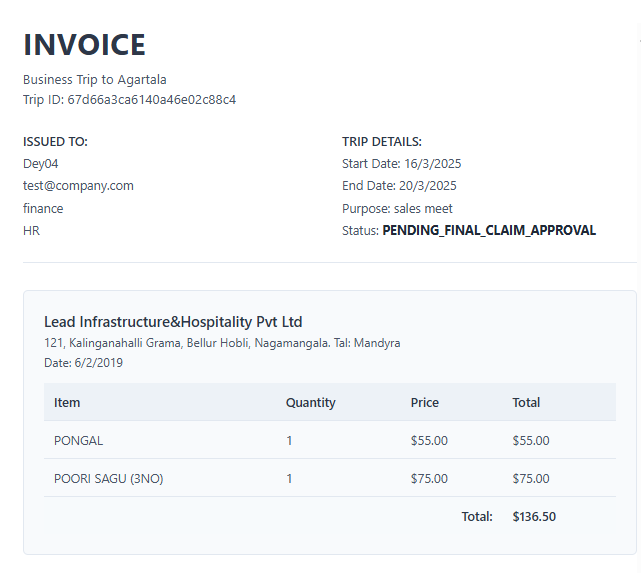 INVOICE
Business Trip to Agartala
Trip ID: 67d66a3ca6140a46e02c88c4
ISSUED TO:
Dey04
test@company.com
finance
HR
TRIP DETAILS:
Start Date: 16/3/2025
End Date: 20/3/2025
Purpose: sales meet
Status: PENDING_FINAL_CLAIM_APPROVAL
Lead Infrastructure&Hospitality Pvt Ltd
121, Kalinganahalli Grama, Bellur Hobli, Nagamangala. Tal: Mandyra
Date: 6/2/2019
Item Quantity Price Total
PONGAL 1 $55.00 $55.00
POORI SAGU (3NO) 1 $75.00 $75.00
Total: $136.50